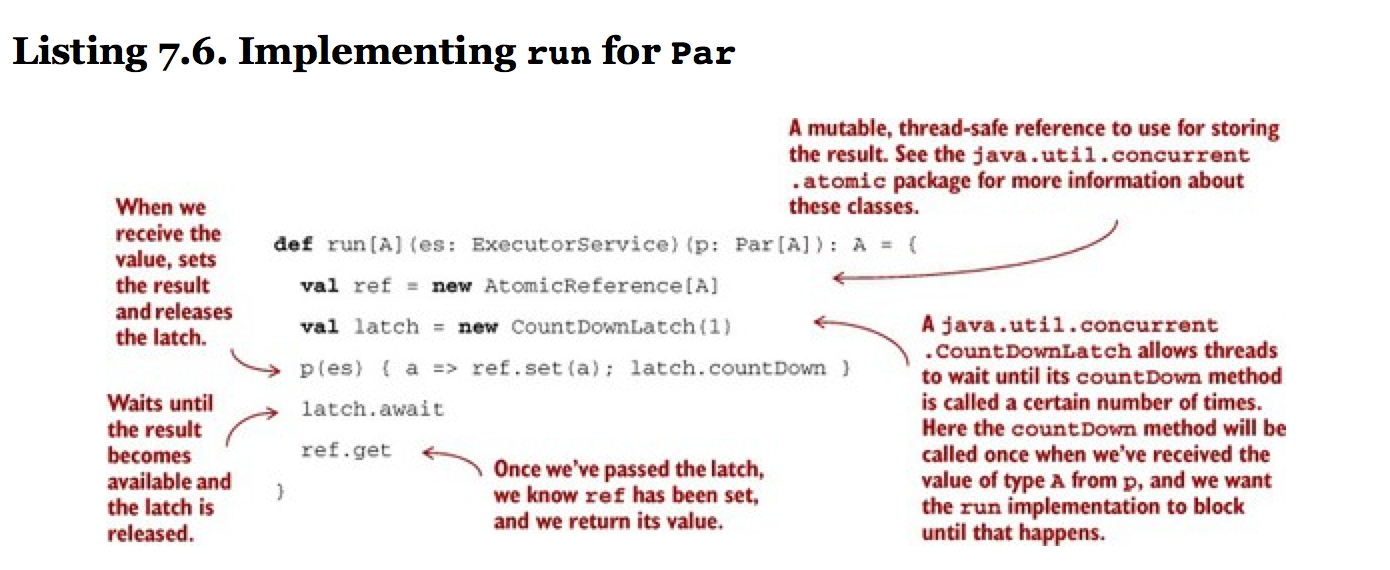 Listing 7.6. Implementing run for Par
A mutable, thread-safe reference to use for storing
the result. See the java.util.concurrent
.atomic package for more information about
these classes.
When we
receive the
value, sets
the result
and releases
the latch.
def run[A](es: ExecutorService)(p: Par[A]): A = {
val ref = new AtomicReference[A]
val latch = new CountDownLatch(1)
p(es) { a => ref.set(a); latch.countDown }
latch.await
ref.get
}
A java.util.concurrent
.CountDownLatch allows threads
to wait until its countDown method
is called a certain number of times.
Here the countDown method will be
called once when we've received the
value of type A from p, and we want
the run implementation to block
until that happens.
Waits until
the result
becomes
available and
the latch is
released.
Once we've passed the latch,
we know ref has been set,
and we return its value.